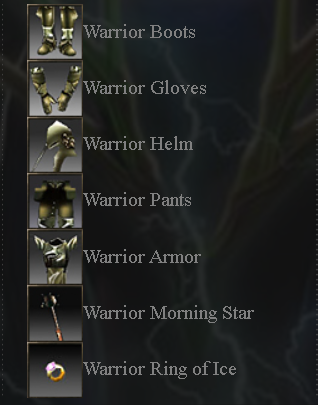 Warrior Boots
Warrior Gloves
Warrior Helm
Warrior Pants
Warrior Armor
Warrior Morning Star
Warrior Ring of Ice